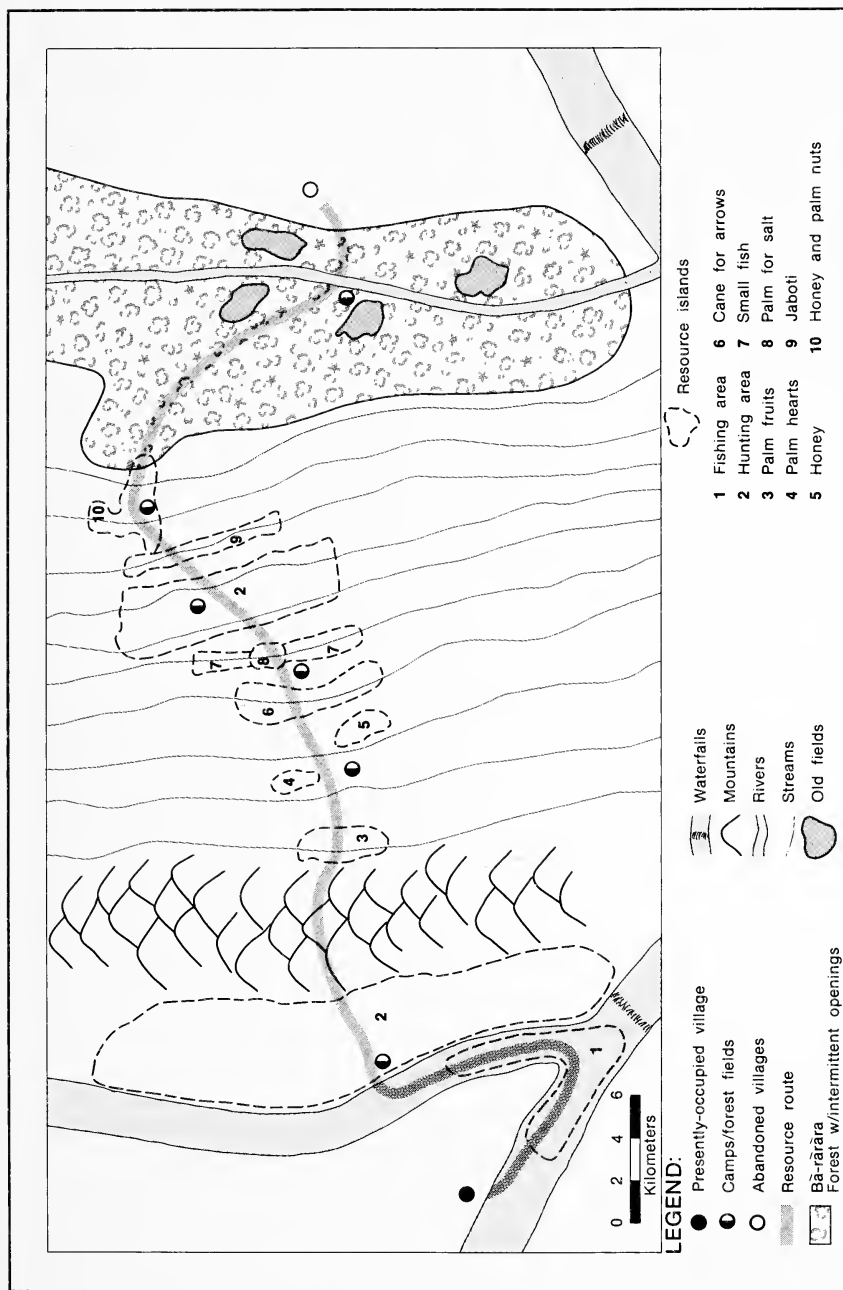 10
9
2
7
8
7
6
5
4
3
2
1
0 2 4 6
Kilometers
LEGEND:
Presently-occupied village
Camps/forest fields
Abandoned villages
Resource route
Bà-rārāra
Forest w/intermittent openings
Waterfalls
Mountains
Rivers
Streams
Old fields
Resource islands
1 Fishing area
2 Hunting area
3 Palm fruits
4 Palm hearts
5 Honey
6 Cane for arrows
7 Small fish
8 Palm for salt
9 Jaboti
10 Honey and palm nuts